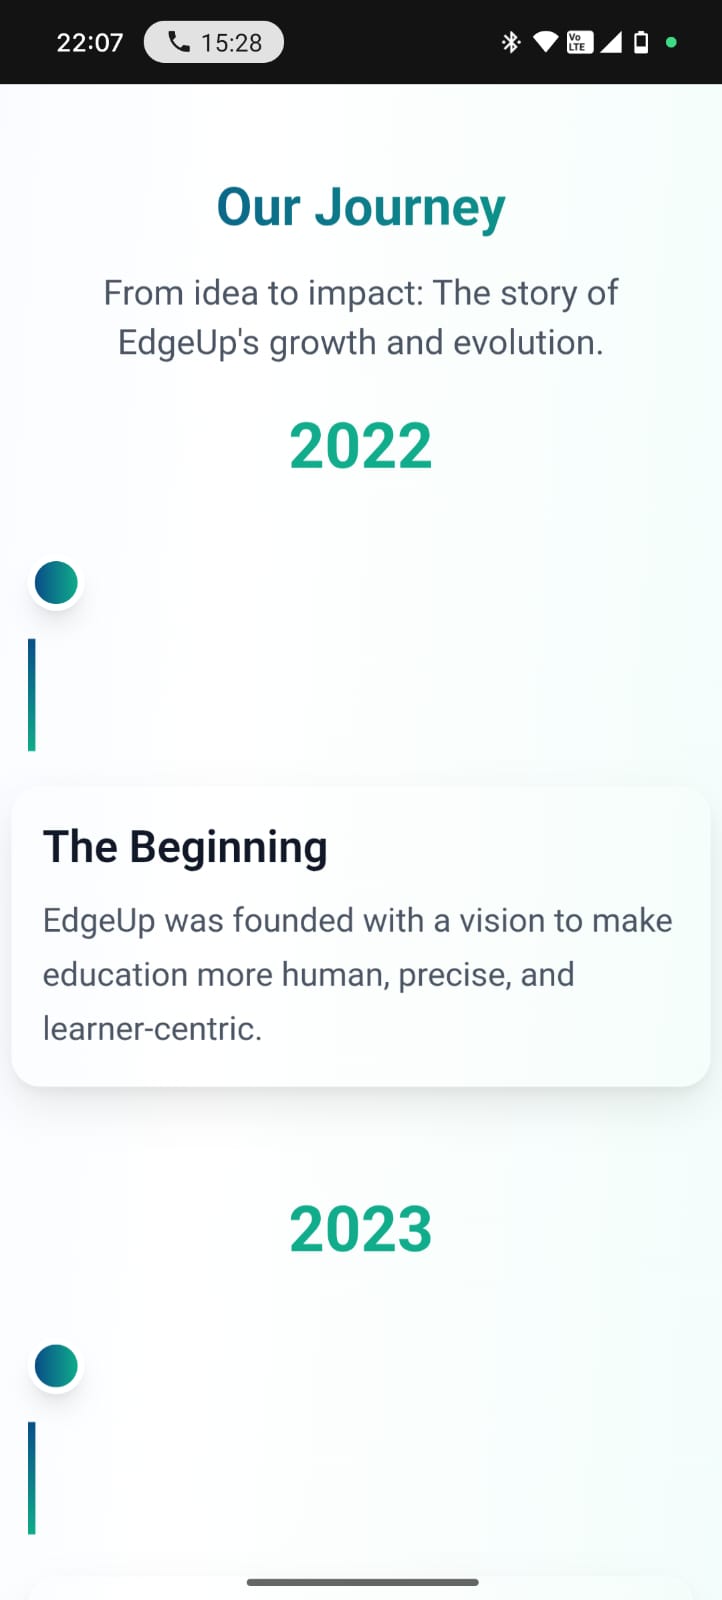 22:07 15:28 Vo LTE
Our Journey
From idea to impact: The story of
EdgeUp's growth and evolution.
2022
The Beginning
EdgeUp was founded with a vision to make
education more human, precise, and
learner-centric.
2023